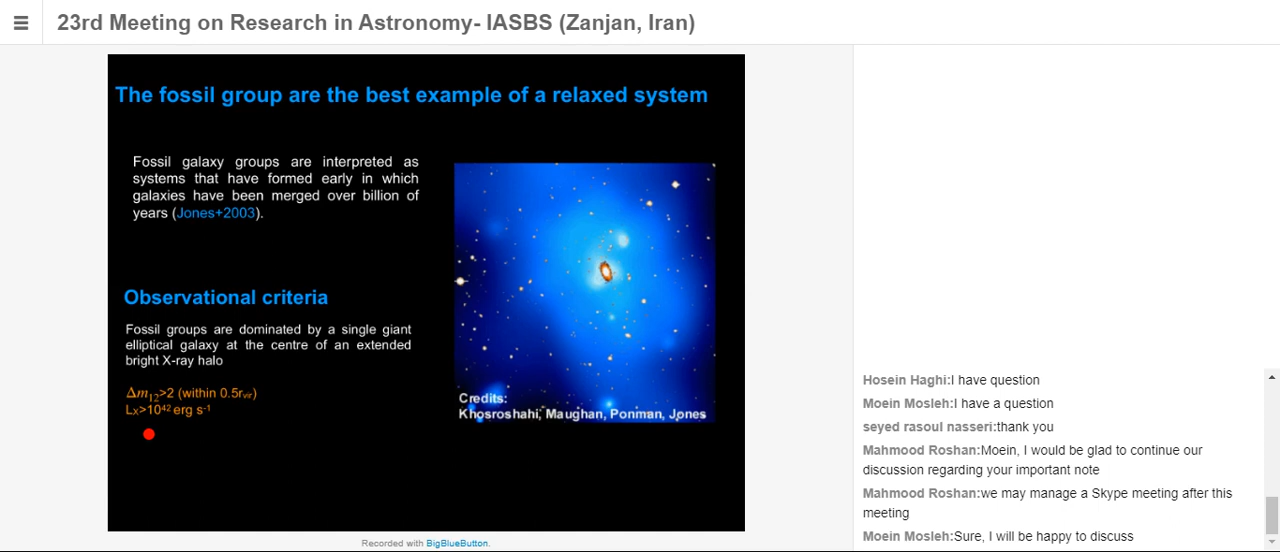 ☰ 23rd Meeting on Research in Astronomy- IASBS (Zanjan, Iran)
The fossil group are the best example of a relaxed system
Fossil galaxy groups are interpreted as
systems that have formed early in which
galaxies have been merged over billion of
years (Jones+2003).
Observational criteria
Fossil groups are dominated by a single giant
elliptical galaxy at the centre of an extended
bright X-ray halo
Δm₁₂>2 (within 0.5rvir)
Lx>10⁴² erg s⁻¹
Credits:
Khosroshahi, Maughan, Ponman, Jones
Recorded with BigBlueButton.
Hosein Haghi:I have question
Moein Mosleh:I have a question
seyed rasoul nasseri:thank you
Mahmood Roshan:Moein, I would be glad to continue our
discussion regarding your important note
Mahmood Roshan:we may manage a Skype meeting after this
meeting
Moein Mosleh:Sure, I will be happy to discuss